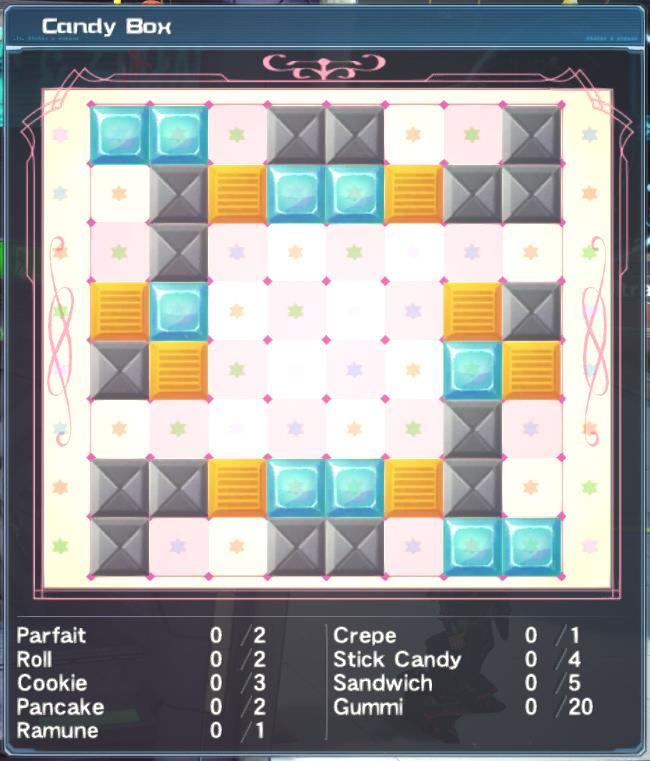 Candy Box
Parfait 0 /2
Roll 0 /2
Cookie 0 /3
Pancake 0 /2
Ramune 0 /1
Crepe 0 /1
Stick Candy 0 /4
Sandwich 0 /5
Gummi 0 /20